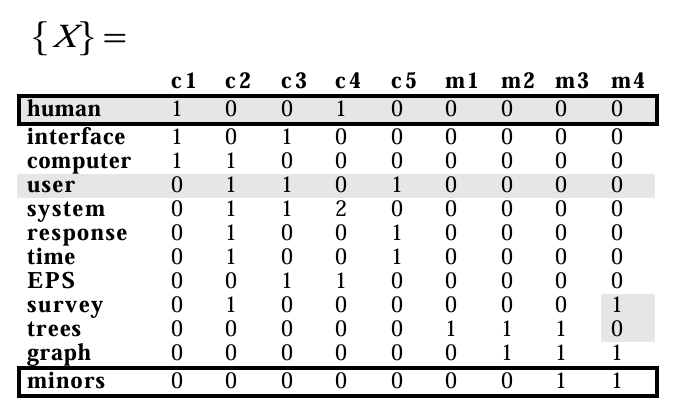 {X} =
c1 c2 c3 c4 c5 m1 m2 m3 m4
human 1 0 0 1 0 0 0 0 0
interface 1 0 1 0 0 0 0 0 0
computer 1 1 0 0 0 0 0 0 0
user 0 1 1 0 1 0 0 0 0
system 0 1 1 2 0 0 0 0 0
response 0 1 0 0 1 0 0 0 0
time 0 1 0 0 1 0 0 0 0
EPS 0 0 1 1 0 0 0 0 0
survey 0 1 0 0 0 0 0 0 1
trees 0 0 0 0 0 1 1 1 0
graph 0 0 0 0 0 0 1 1 1
minors 0 0 0 0 0 0 0 1 1